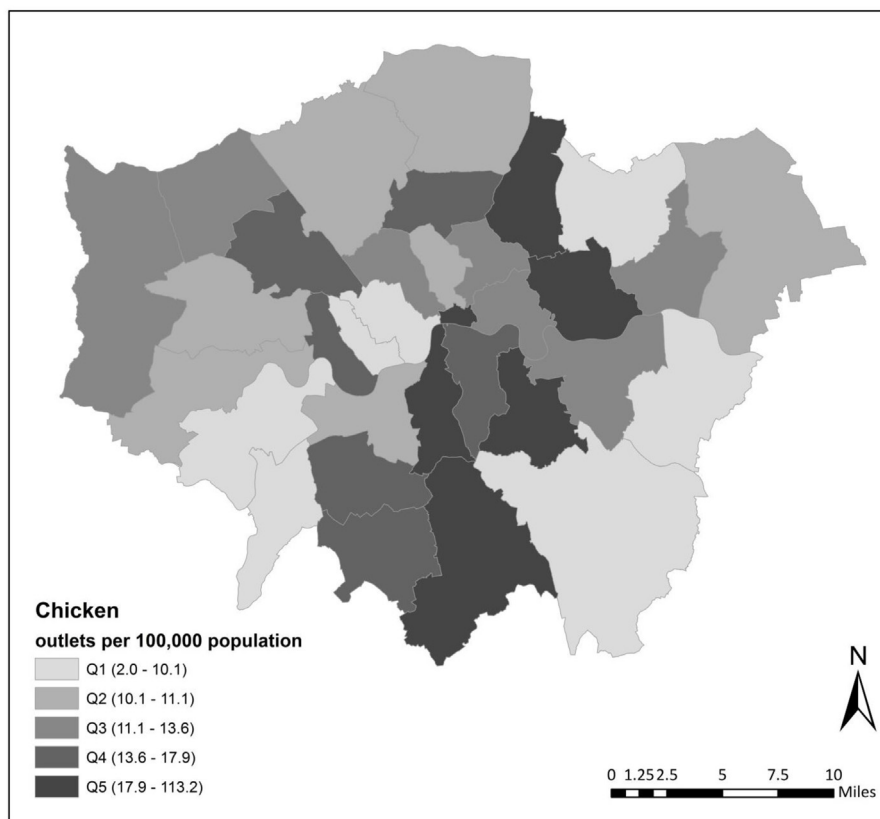 Chicken
outlets per 100,000 population
Q1 (2.0 - 10.1)
Q2 (10.1 - 11.1)
Q3 (11.1 - 13.6)
Q4 (13.6 - 17.9)
Q5 (17.9 - 113.2)
N
0 1.25 2.5 5 7.5 10
Miles